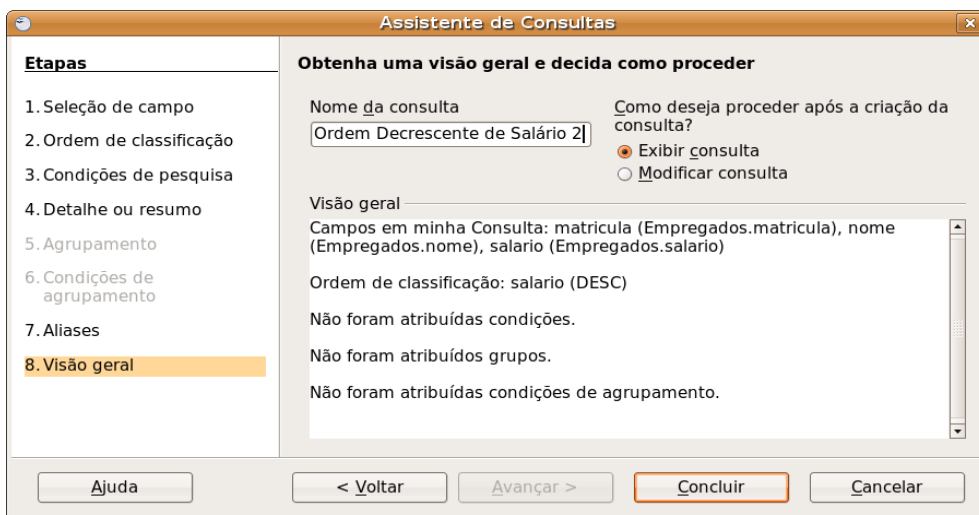 Assistente de Consultas
Etapas
1. Seleção de campo
2. Ordem de classificação
3. Condições de pesquisa
4. Detalhe ou resumo
5. Agrupamento
6. Condições de
agrupamento
7. Aliases
8. Visão geral
Obtenha uma visão geral e decida como proceder
Nome da consulta
Ordem Decrescente de Salário 2
Como deseja proceder após a criação da
consulta?
Exibir consulta
Modificar consulta
Visão geral
Campos em minha Consulta: matricula (Empregados.matricula), nome
(Empregados.nome), salario (Empregados.salario)
Ordem de classificação: salario (DESC)
Não foram atribuídas condições.
Não foram atribuídos grupos.
Não foram atribuídas condições de agrupamento.
Ajuda
< Voltar
Avançar >
Concluir
Cancelar